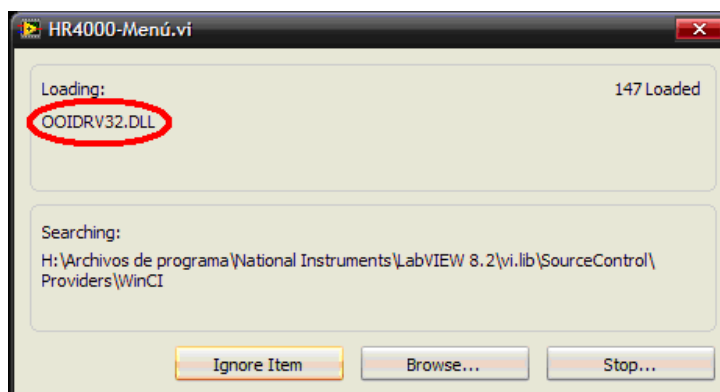 HR4000-Menú.vi
Loading:
147 Loaded
OOIDRV32.DLL
Searching:
H:\Archivos de programa\National Instruments\LabVIEW 8.2\vi.lib\SourceControl\
Providers\WinCI
Ignore Item
Browse...
Stop...